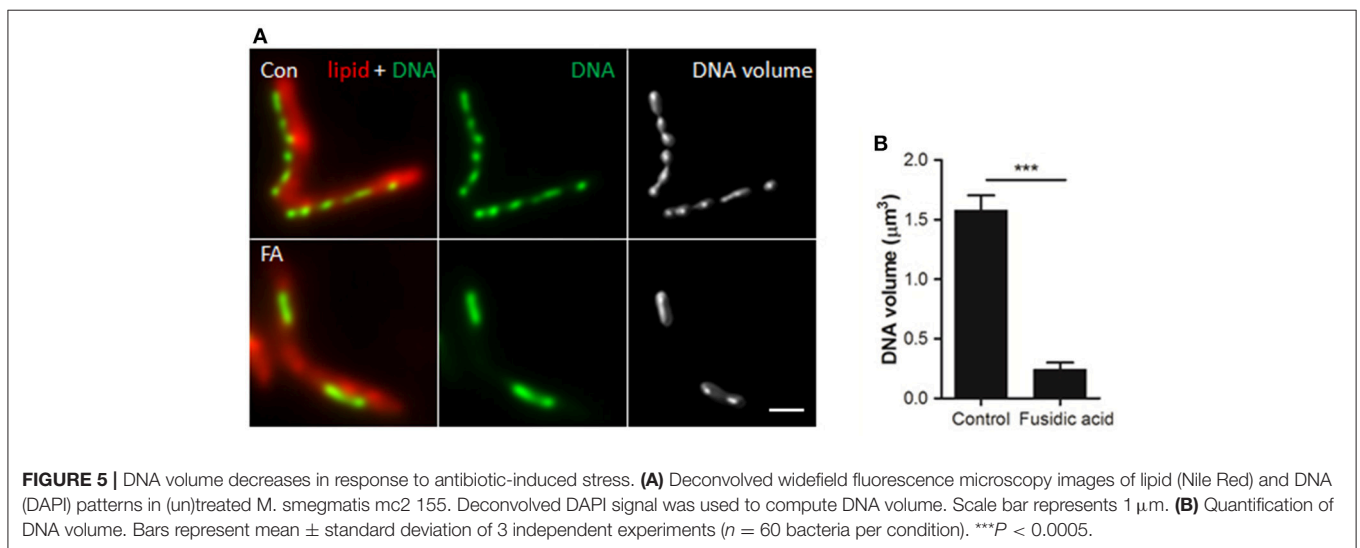 A
Con lipid + DNA DNA DNA volume
FA
B
DNA volume (μm³)
2.0
1.5
1.0
0.5
0.0
***
Control Fusidic acid
FIGURE 5 | DNA volume decreases in response to antibiotic-induced stress. (A) Deconvolved widefield fluorescence microscopy images of lipid (Nile Red) and DNA
(DAPI) patterns in (un)treated M. smegmatis mc2 155. Deconvolved DAPI signal was used to compute DNA volume. Scale bar represents 1 μm. (B) Quantification of
DNA volume. Bars represent mean ± standard deviation of 3 independent experiments (n = 60 bacteria per condition). ***P < 0.0005.